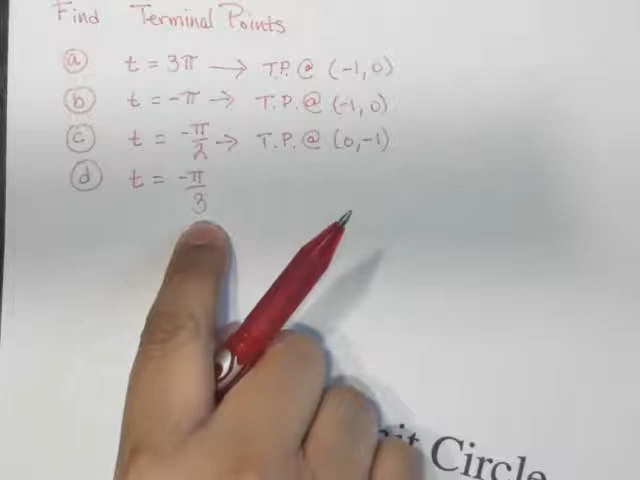 Find Terminal Points
(a) t = 3π → T.P. @ (-1, 0)
(b) t = -π → T.P. @ (-1, 0)
(c) t = -π/2 → T.P. @ (0, -1)
(d) t = -π/3
Circle